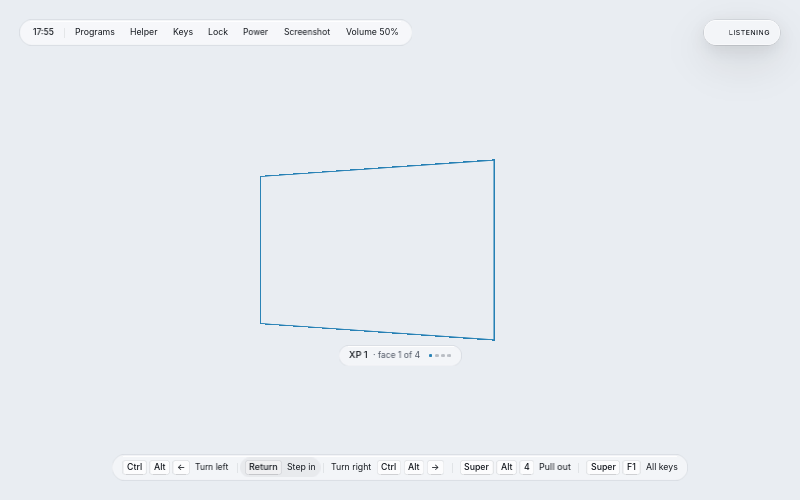 17:55 Programs Helper Keys Lock Power Screenshot Volume 50%
LISTENING
XP 1 · face 1 of 4
Ctrl Alt ← Turn left Return Step in Turn right Ctrl Alt → Super Alt 4 Pull out Super F1 All keys